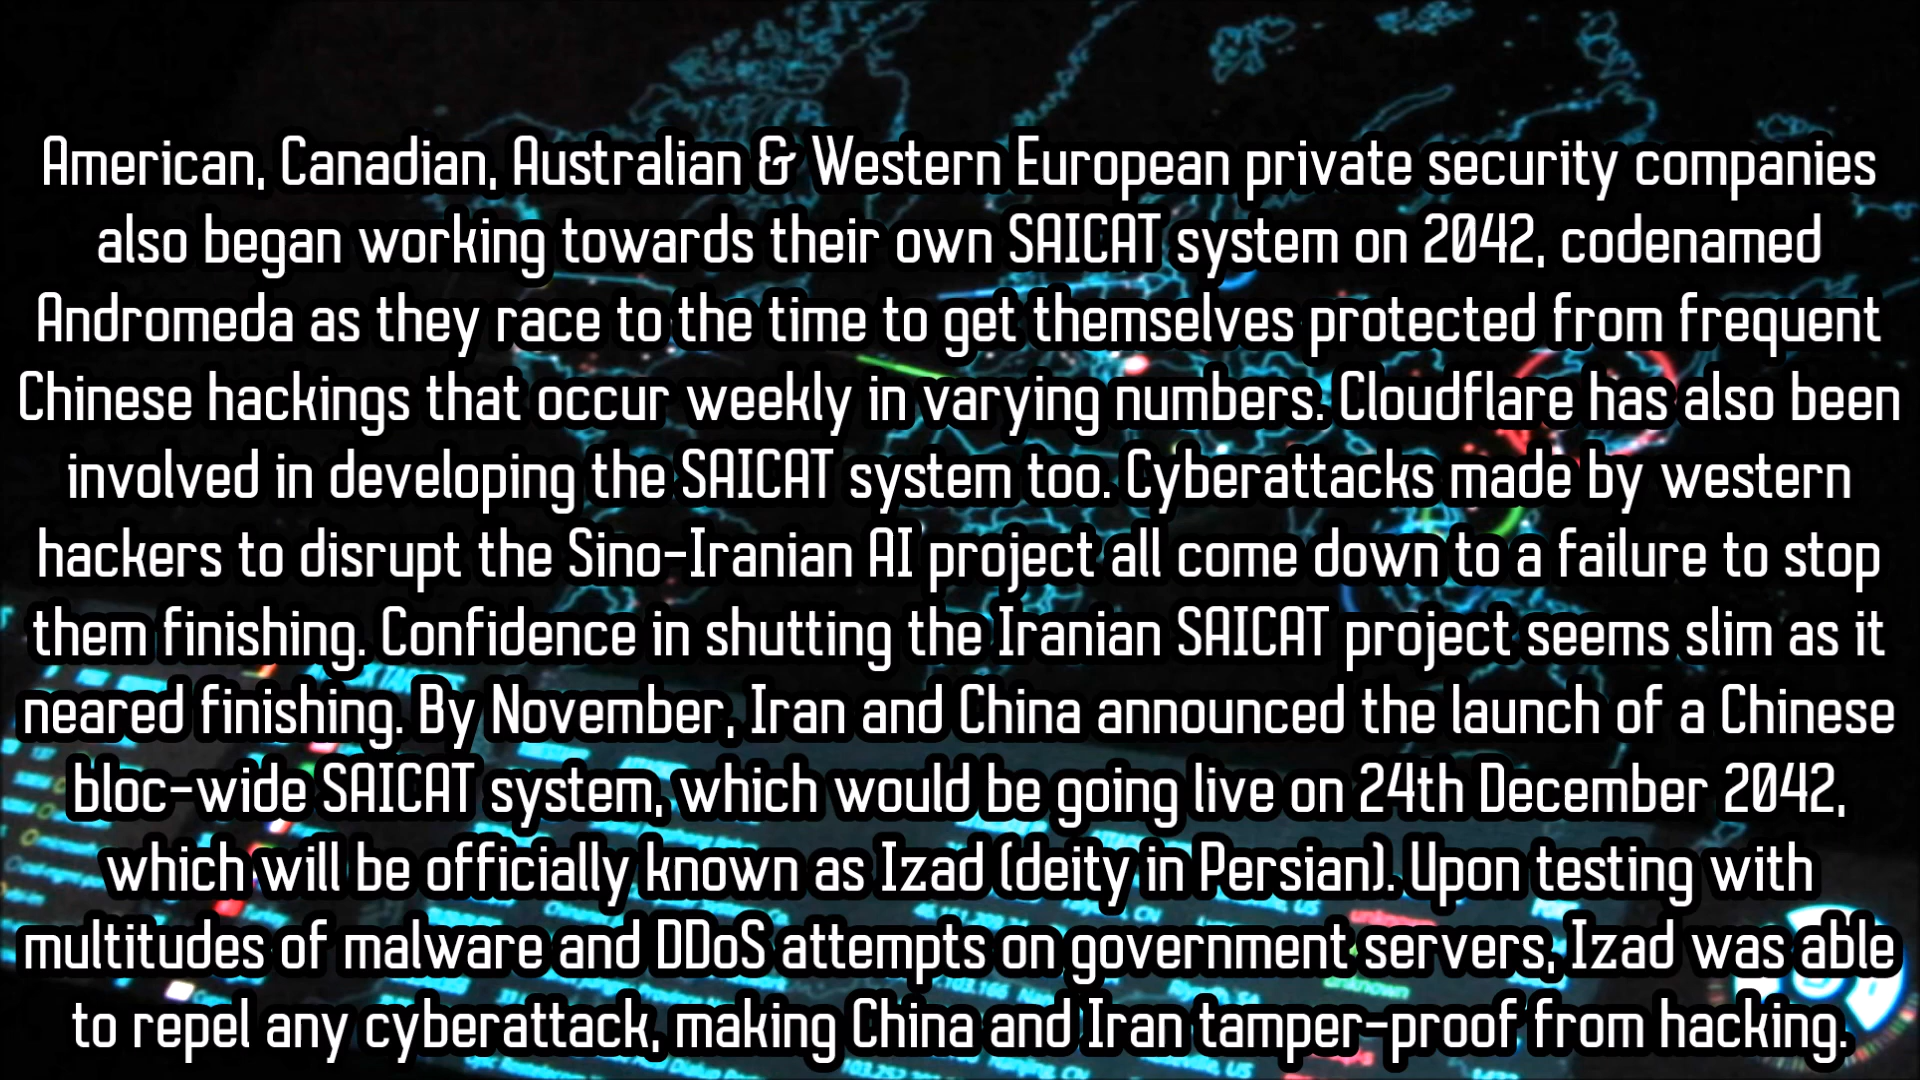 American, Canadian, Australian & Western European private security companies
also began working towards their own SAICAT system on 2042, codenamed
Andromeda as they race to the time to get themselves protected from frequent
Chinese hackings that occur weekly in varying numbers. Cloudflare has also been
involved in developing the SAICAT system too. Cyberattacks made by western
hackers to disrupt the Sino-Iranian AI project all come down to a failure to stop
them finishing. Confidence in shutting the Iranian SAICAT project seems slim as it
neared finishing. By November, Iran and China announced the launch of a Chinese
bloc-wide SAICAT system, which would be going live on 24th December 2042,
which will be officially known as Izad (deity in Persian). Upon testing with
multitudes of malware and DDoS attempts on government servers, Izad was able
to repel any cyberattack, making China and Iran tamper-proof from hacking.